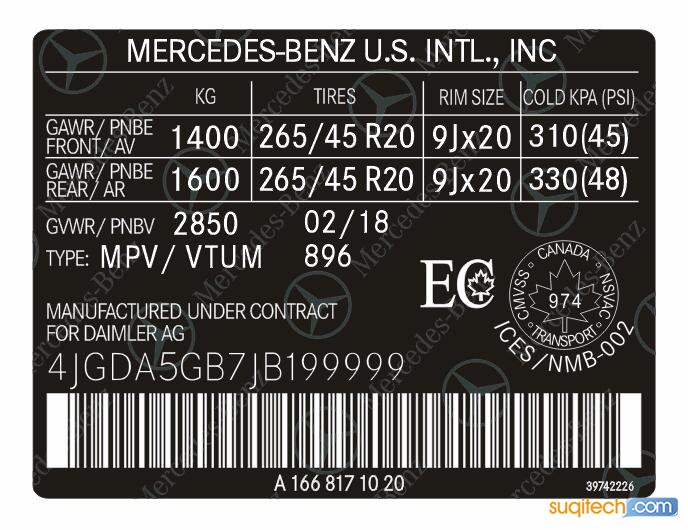 MERCEDES-BENZ U.S. INTL., INC
KG TIRES RIM SIZE COLD KPA (PSI)
GAWR/ PNBE FRONT/ AV 1400 265/45 R20 9Jx20 310(45)
GAWR/ PNBE REAR/ AR 1600 265/45 R20 9Jx20 330(48)
GVWR/ PNBV 2850 02/18
TYPE: MPV/ VTUM 896
EC
CANADA
CMVSS NSVAC
974
TRANSPORT
ICES/NMB-002
MANUFACTURED UNDER CONTRACT
FOR DAIMLER AG
4JGDA5GB7JB199999
A 166 817 10 20
39742226
suqitech.com
Mercedes-Benz